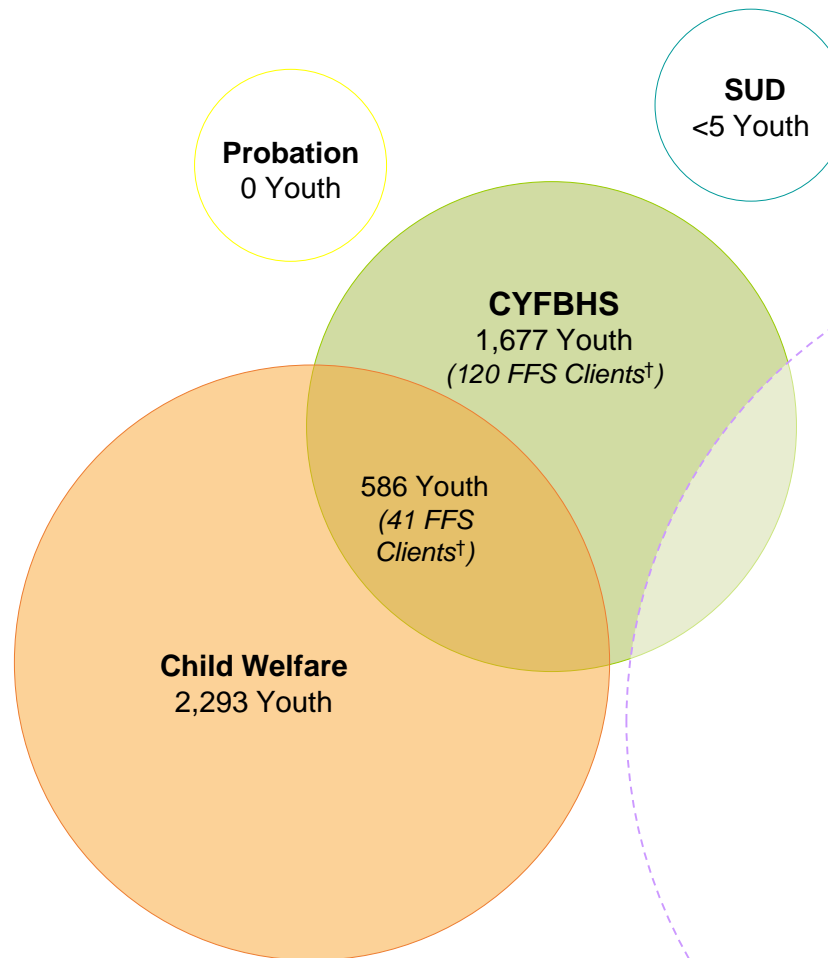 SUD
<5 Youth
Probation
0 Youth
CYFBHS
1,677 Youth
(120 FFS Clients†)
586 Youth
(41 FFS
Clients†)
Child Welfare
2,293 Youth